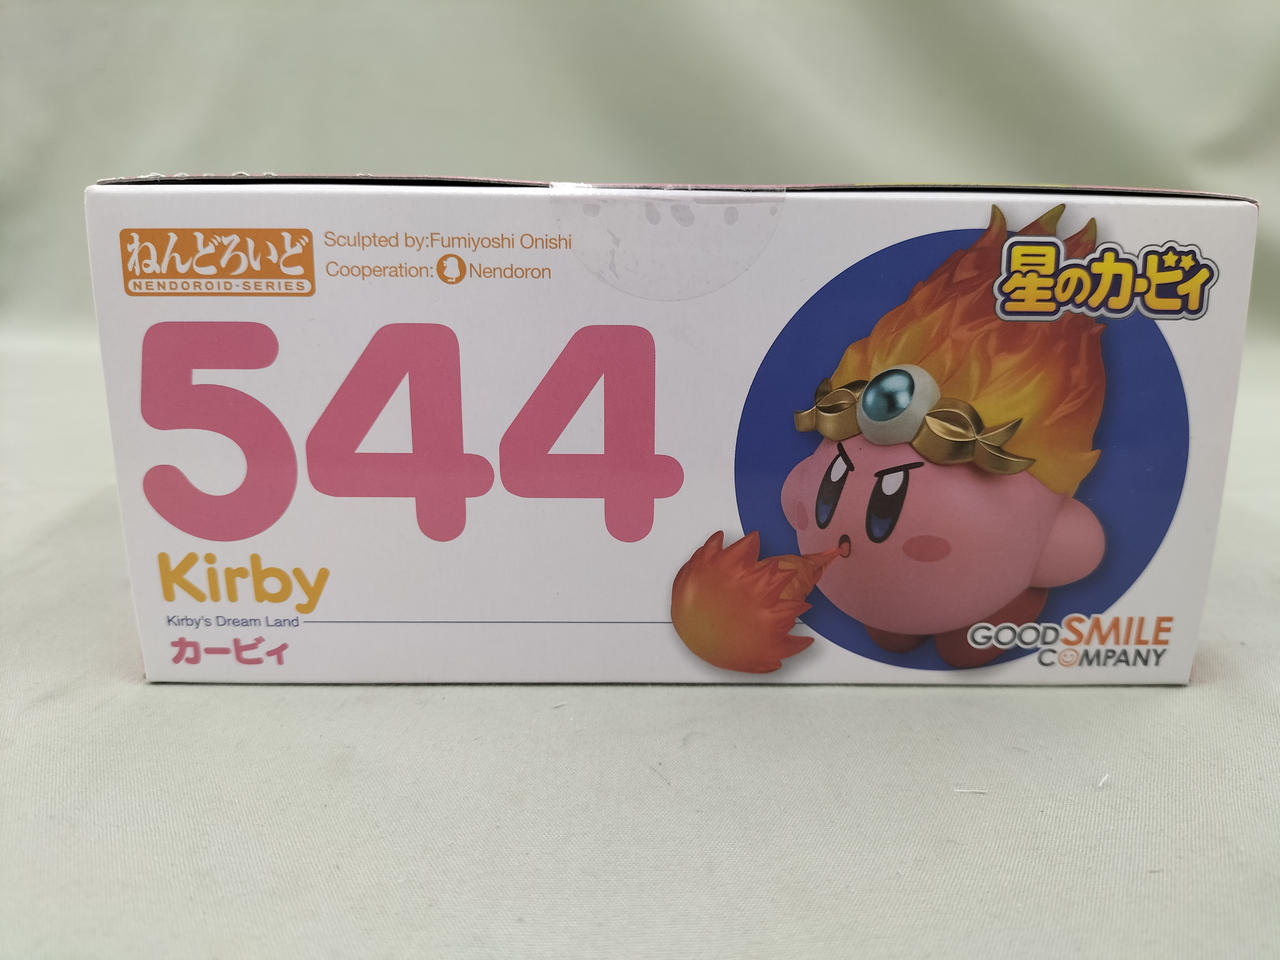 ねんどろいど
NENDOROID-SERIES
Sculpted by:Fumiyoshi Onishi
Cooperation: Nendoron
544
Kirby
Kirby's Dream Land
カービィ
星のカービィ
GOOD SMILE
COMPANY